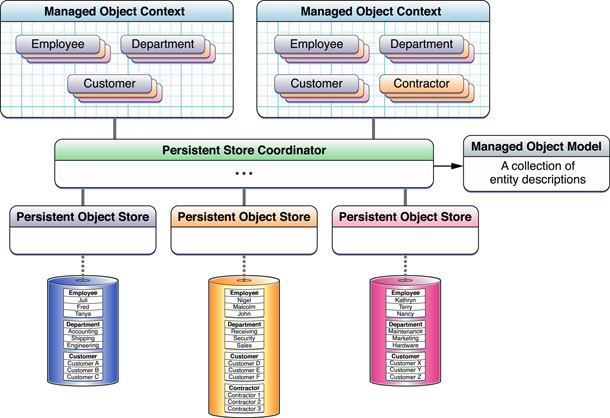 Managed Object Context
Employee
Department
Customer
Managed Object Context
Employee
Department
Customer
Contractor
Persistent Store Coordinator
...
Managed Object Model
A collection of
entity descriptions
Persistent Object Store
Persistent Object Store
Persistent Object Store
Employee
Juli
Fred
Tanya
Department
Accounting
Shipping
Engineering
Customer
Customer A
Customer B
Customer C
Employee
Nigel
Malcolm
John
Department
Receiving
Security
Sales
Customer
Customer D
Customer E
Customer F
Contractor
Contractor 1
Contractor 2
Contractor 3
Employee
Kathryn
Terry
Nancy
Department
Maintenance
Marketing
Hardware
Customer
Customer X
Customer Y
Customer Z